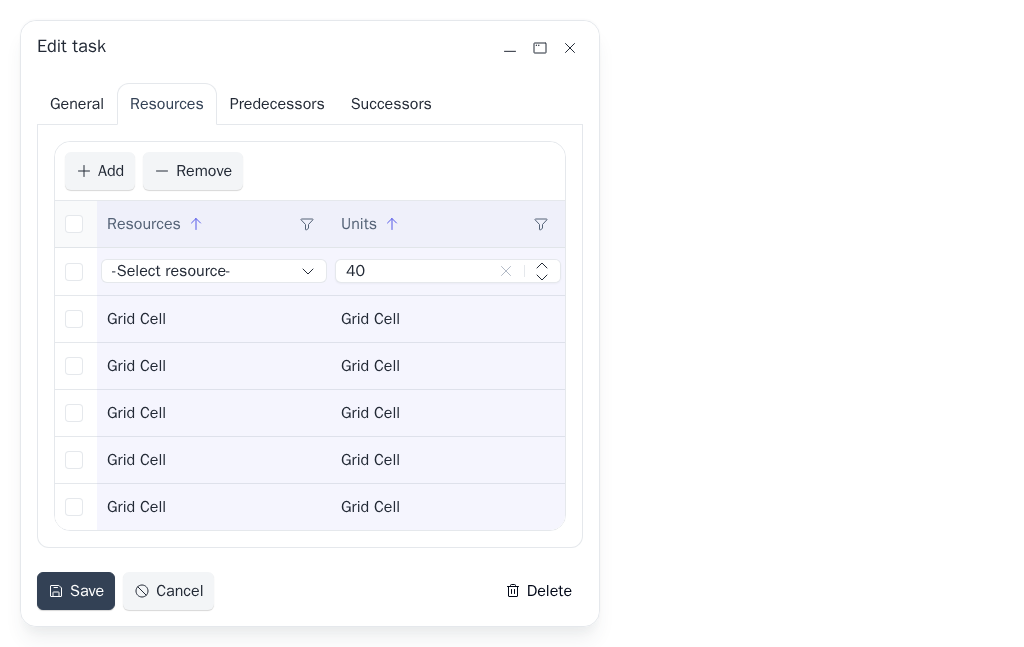 Edit task
General Resources Predecessors Successors
Add Remove
Resources Units
-Select resource- 40
Grid Cell Grid Cell
Grid Cell Grid Cell
Grid Cell Grid Cell
Grid Cell Grid Cell
Grid Cell Grid Cell
Save Cancel Delete